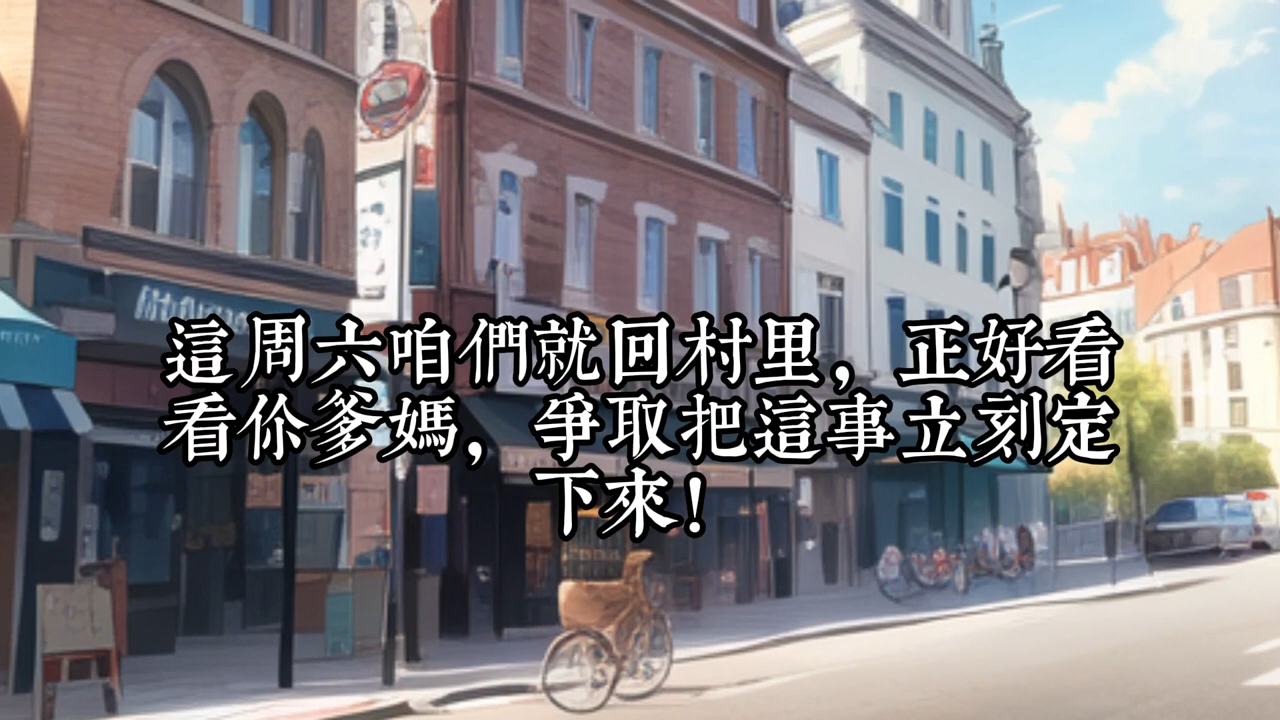 這周六咱們就回村里，正好看
看你爹媽，爭取把這事立刻定
下來！